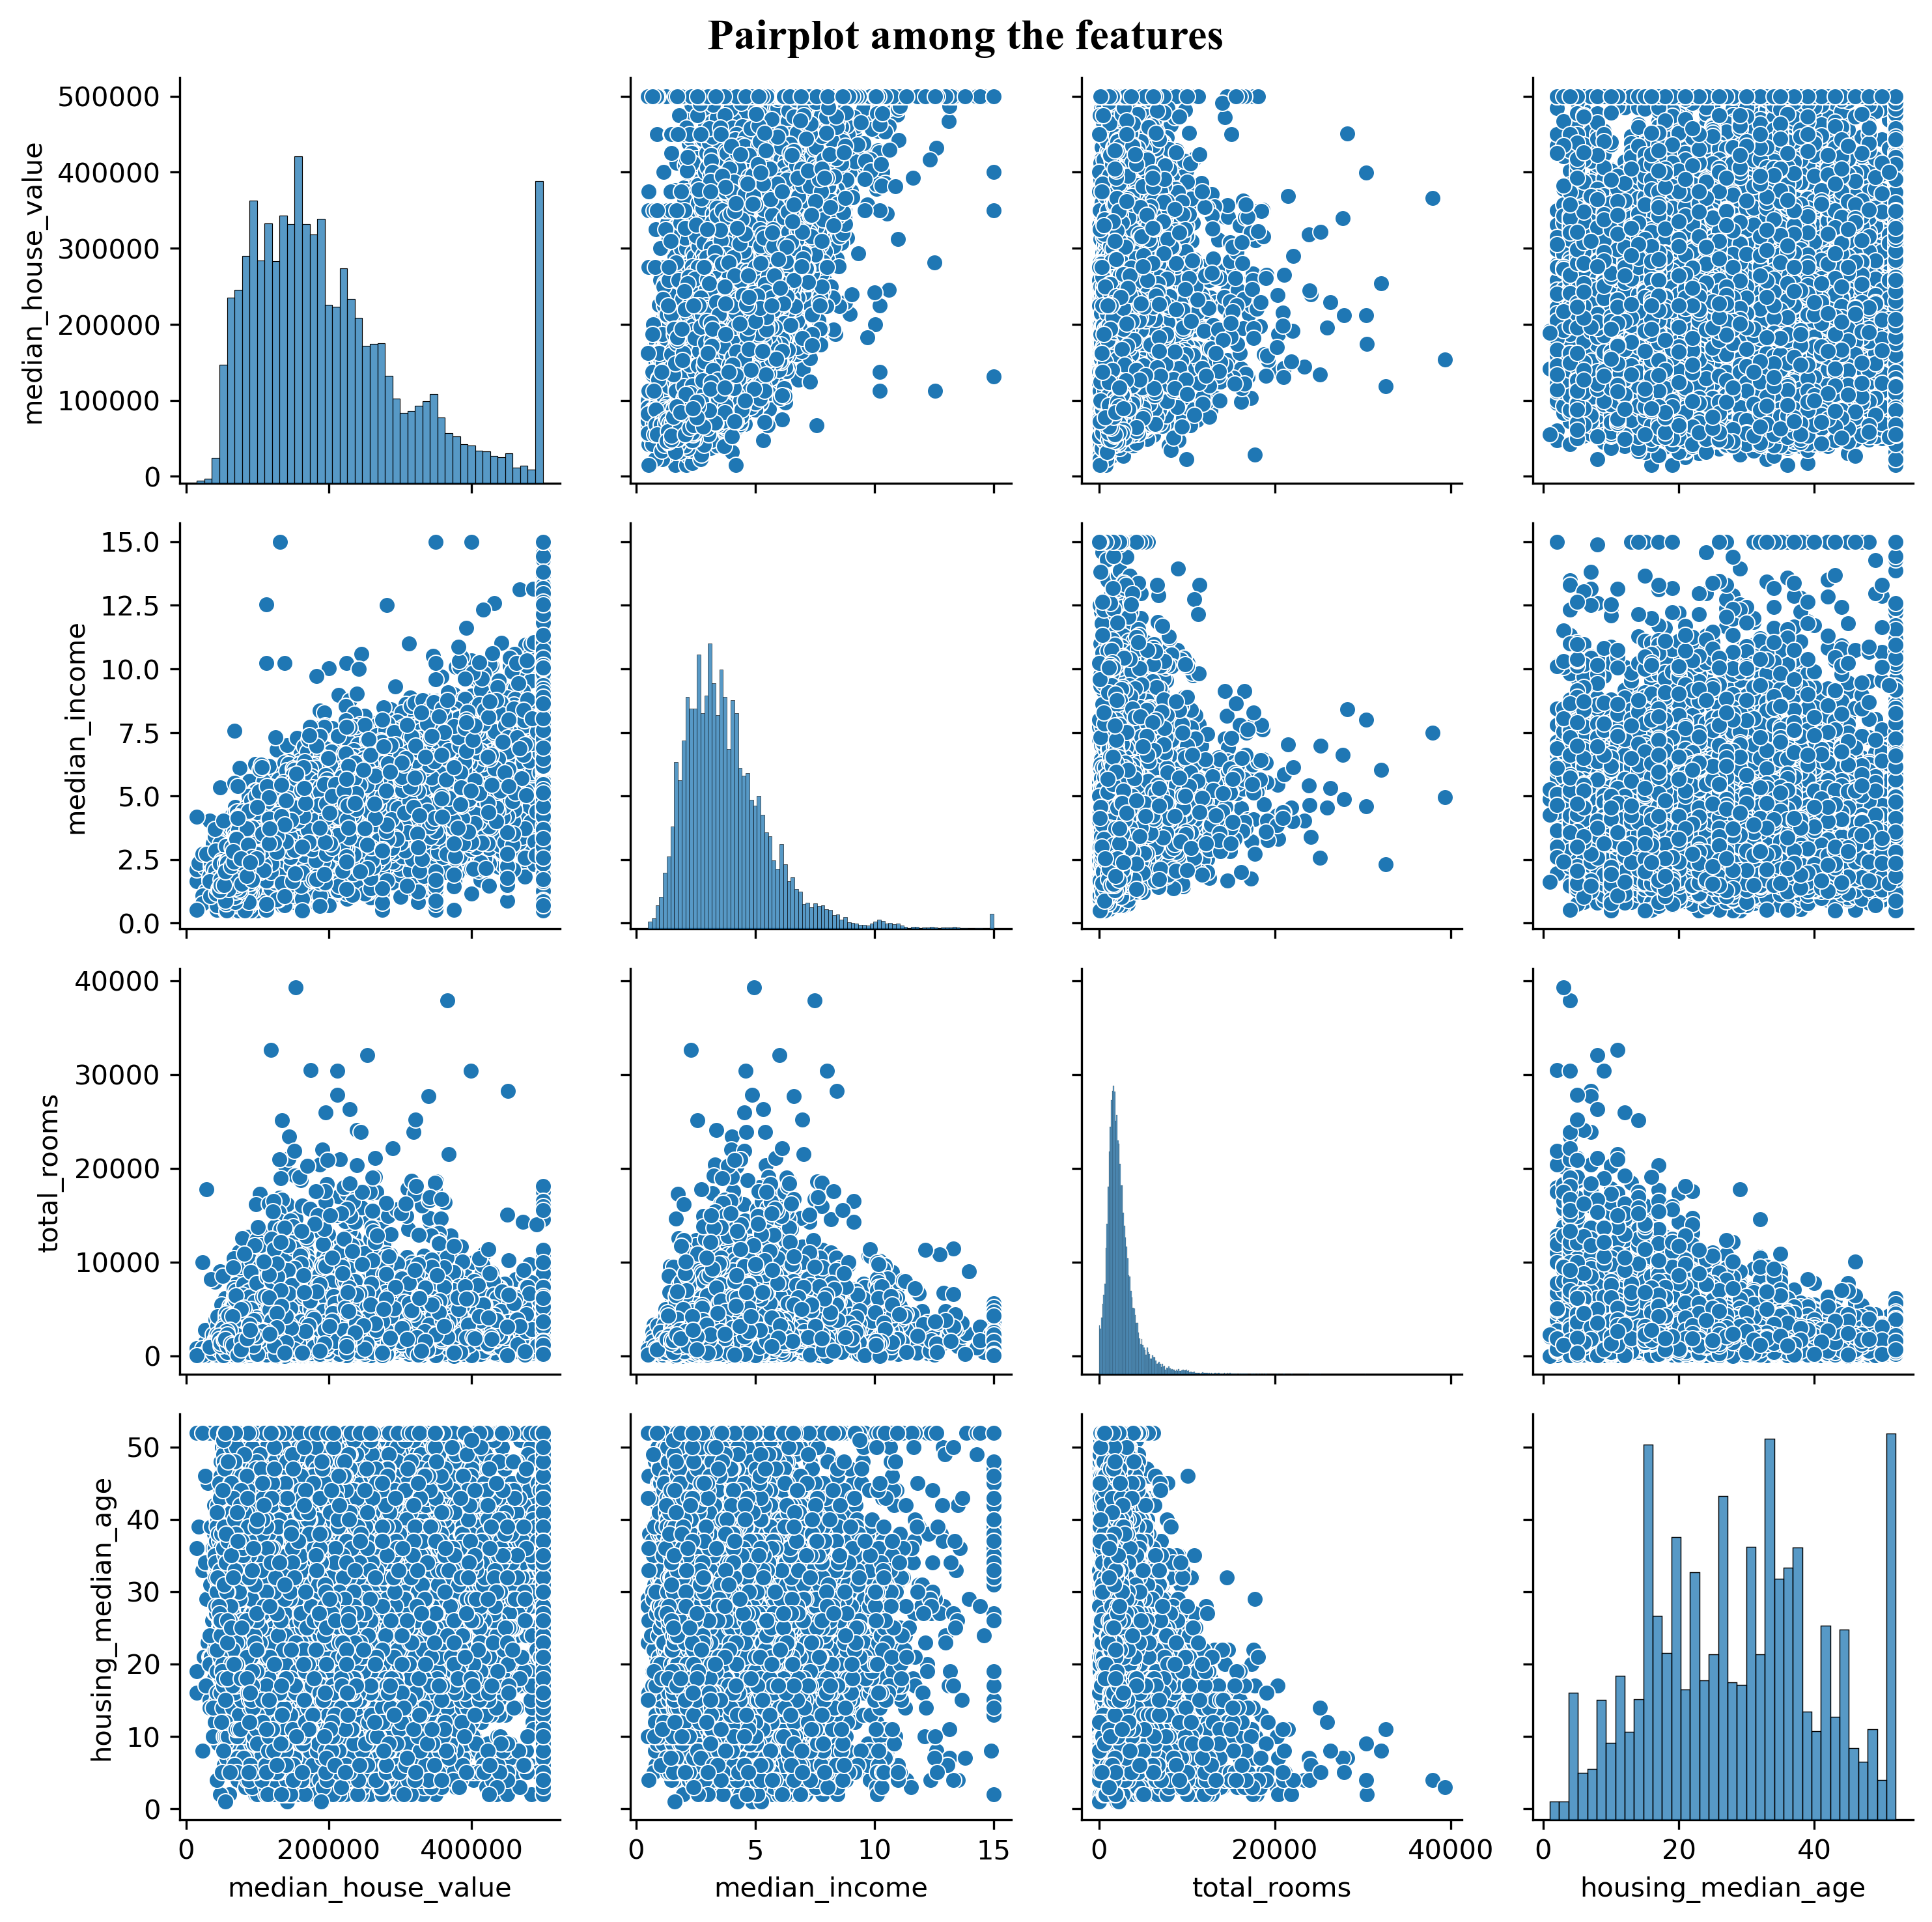 Pairplot among the features
median_house_value
500000
400000
300000
200000
100000
0
median_income
15.0
12.5
10.0
7.5
5.0
2.5
0.0
total_rooms
40000
30000
20000
10000
0
housing_median_age
50
40
30
20
10
0
0 200000 400000
0 5 10 15
0 20000 40000
0 20 40
median_house_value
median_income
total_rooms
housing_median_age